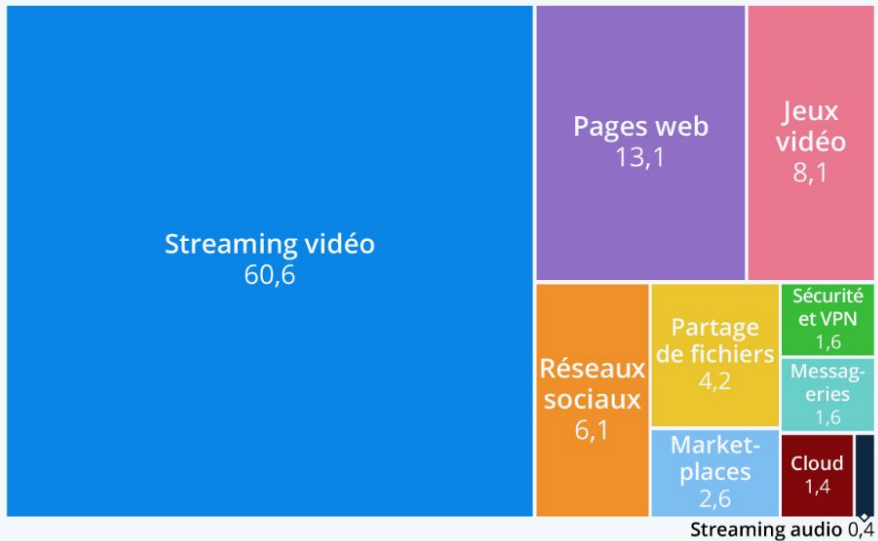 Streaming vidéo
60,6
Pages web
13,1
Jeux
vidéo
8,1
Réseaux
sociaux
6,1
Partage
de fichiers
4,2
Market-
places
2,6
Sécurité
et VPN
1,6
Messag-
eries
1,6
Cloud
1,4
Streaming audio 0,4